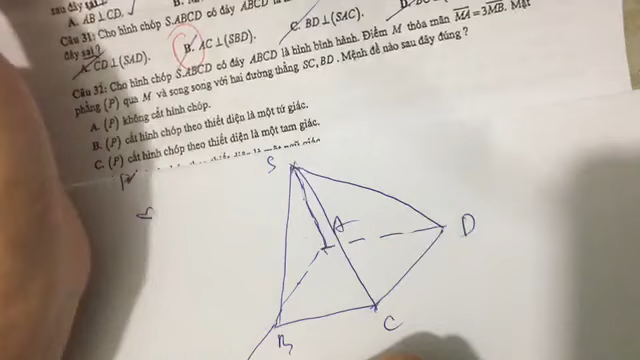 sau đây sai?
A. AB⊥CD.
B.
Câu 31: Cho hình chóp S.ABCD có đáy ABCD là
đây sai?
A. CD⊥(SAD).
B. AC⊥(SBD).
C. BD⊥(SAC).
D.
Câu 32: Cho hình chóp S.ABCD có đáy ABCD là hình bình hành. Điểm M thỏa mãn MA = 3MB. Mặt
phẳng (P) qua M và song song với hai đường thẳng SC, BD. Mệnh đề nào sau đây đúng?
A. (P) không cắt hình chóp.
B. (P) cắt hình chóp theo thiết diện là một tứ giác.
C. (P) cắt hình chóp theo thiết diện là một tam giác.
S
A
D
B
C